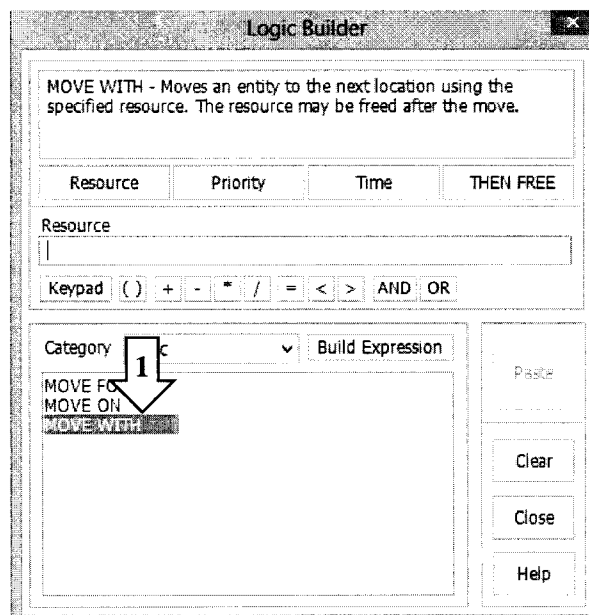 Logic Builder
MOVE WITH - Moves an entity to the next location using the
specified resource. The resource may be freed after the move.
Resource Priority Time THEN FREE
Resource
Keypad ( ) + - * / = < > AND OR
Category c Build Expression
1
MOVE FO
MOVE ON
MOVE WITH
Paste
Clear
Close
Help